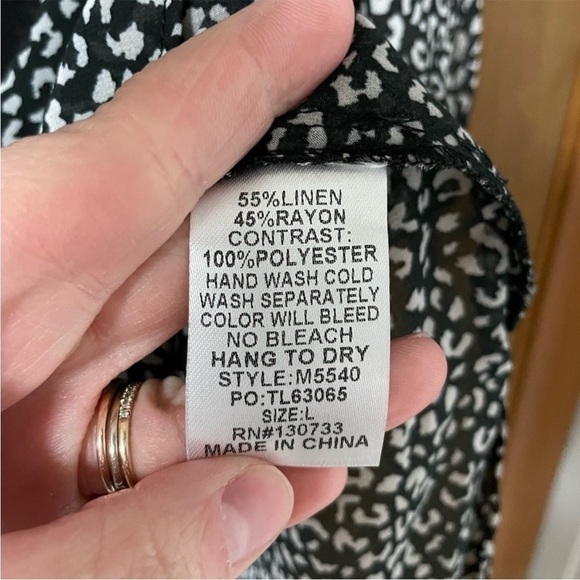 55%LINEN
45%RAYON
CONTRAST:
100%POLYESTER
HAND WASH COLD
WASH SEPARATELY
COLOR WILL BLEED
NO BLEACH
HANG TO DRY
STYLE:M5540
PO:TL63065
SIZE:L
RN#130733
MADE IN CHINA